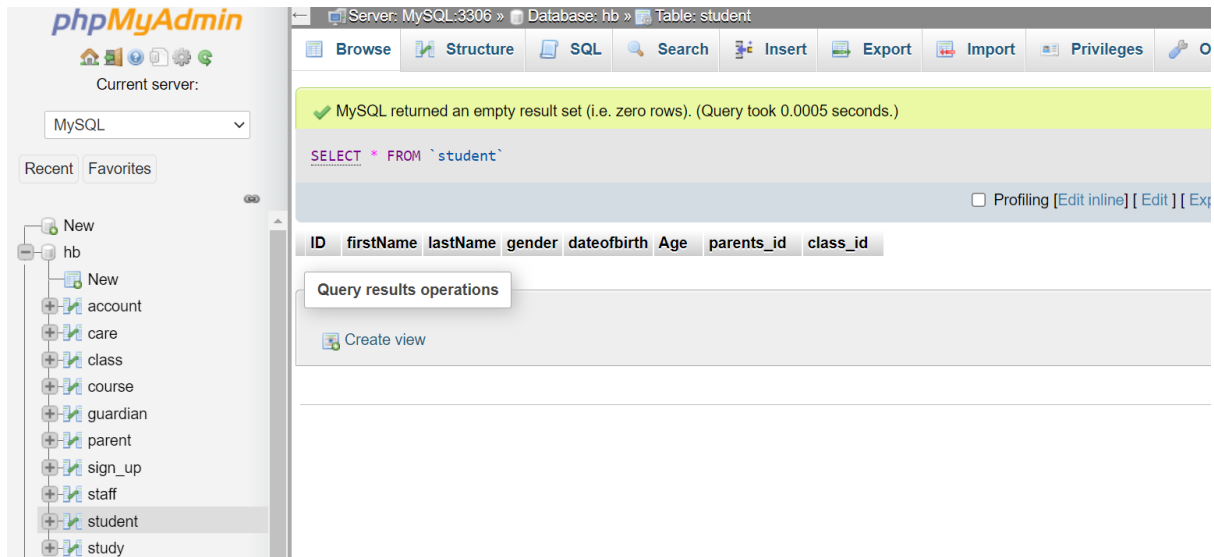 phpMyAdmin
Current server:
MySQL
Recent Favorites
New
hb
New
account
care
class
course
guardian
parent
sign_up
staff
student
study
Server: MySQL:3306 » Database: hb » Table: student
Browse Structure SQL Search Insert Export Import Privileges O
MySQL returned an empty result set (i.e. zero rows). (Query took 0.0005 seconds.)
SELECT * FROM `student`
Profiling [Edit inline] [ Edit ] [ Exp
ID firstName lastName gender dateofbirth Age parents_id class_id
Query results operations
Create view